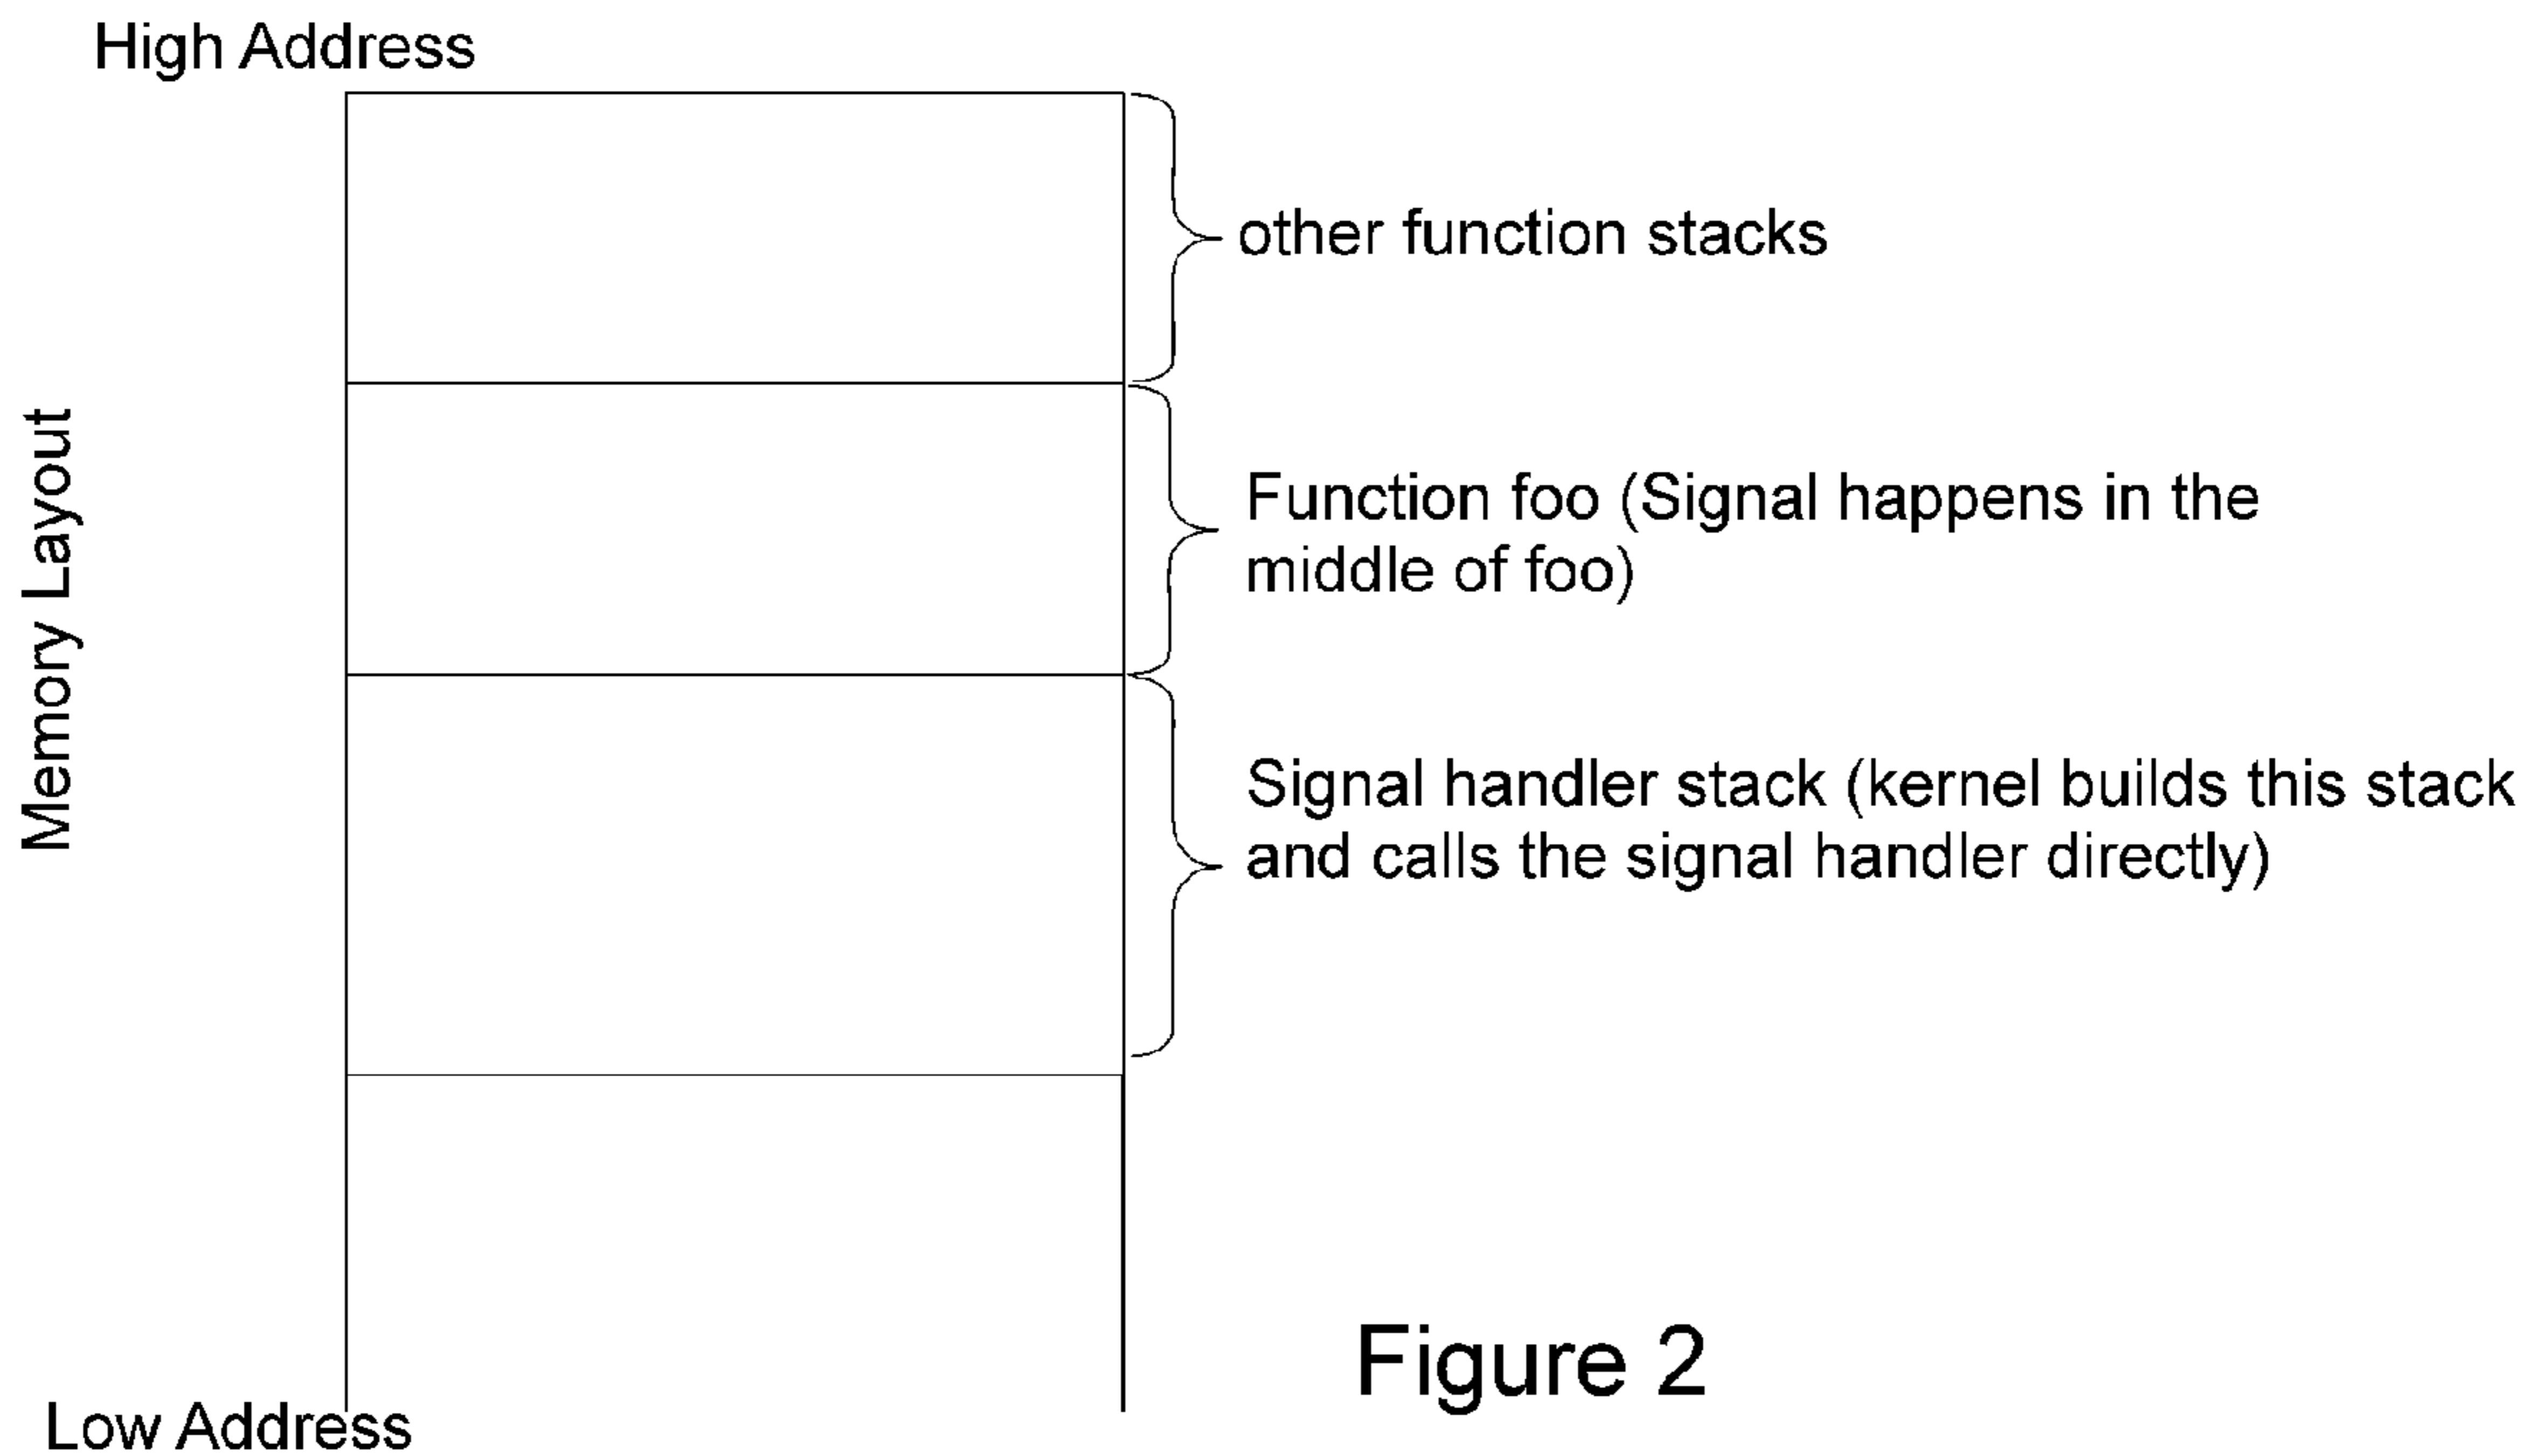 High Address
other function stacks
Memory Layout
Function foo (Signal happens in the
middle of foo)
Signal handler stack (kernel builds this stack
and calls the signal handler directly)
Figure 2
Low Address